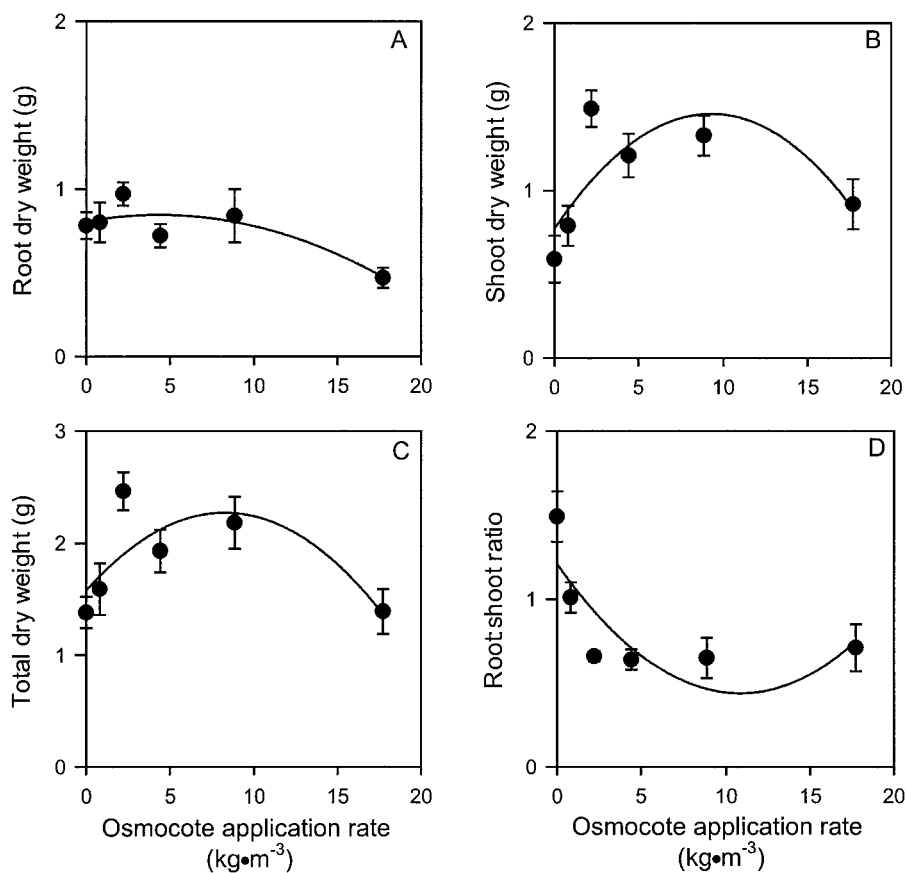 A
Root dry weight (g)
2
1
0
0 5 10 15 20
B
Shoot dry weight (g)
2
1
0
0 5 10 15 20
C
Total dry weight (g)
3
2
1
0
0 5 10 15 20
Osmocote application rate
(kg•m⁻³)
D
Root shoot ratio
2
1
0
0 5 10 15 20
Osmocote application rate
(kg•m⁻³)